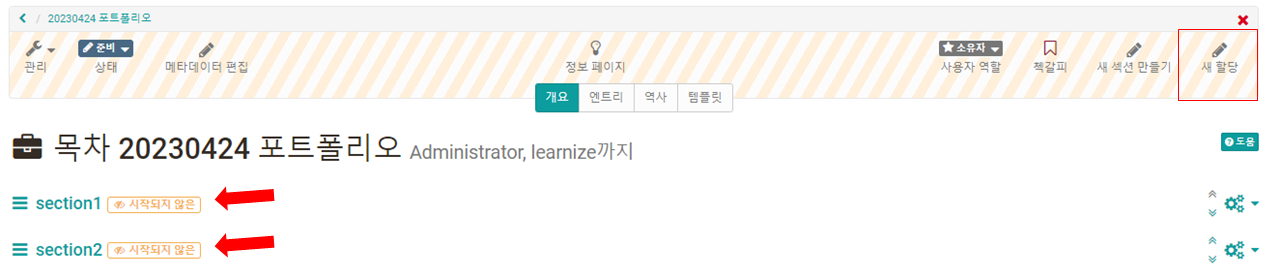 / 20230424 포트폴리오
관리
준비
상태
메타데이터 편집
정보 페이지
소유자
사용자 역할
책갈피
새 섹션 만들기
새 할당
개요 엔트리 역사 템플릿
목차 20230424 포트폴리오 Administrator, learnize까지
도움
section1 시작되지 않은
section2 시작되지 않은